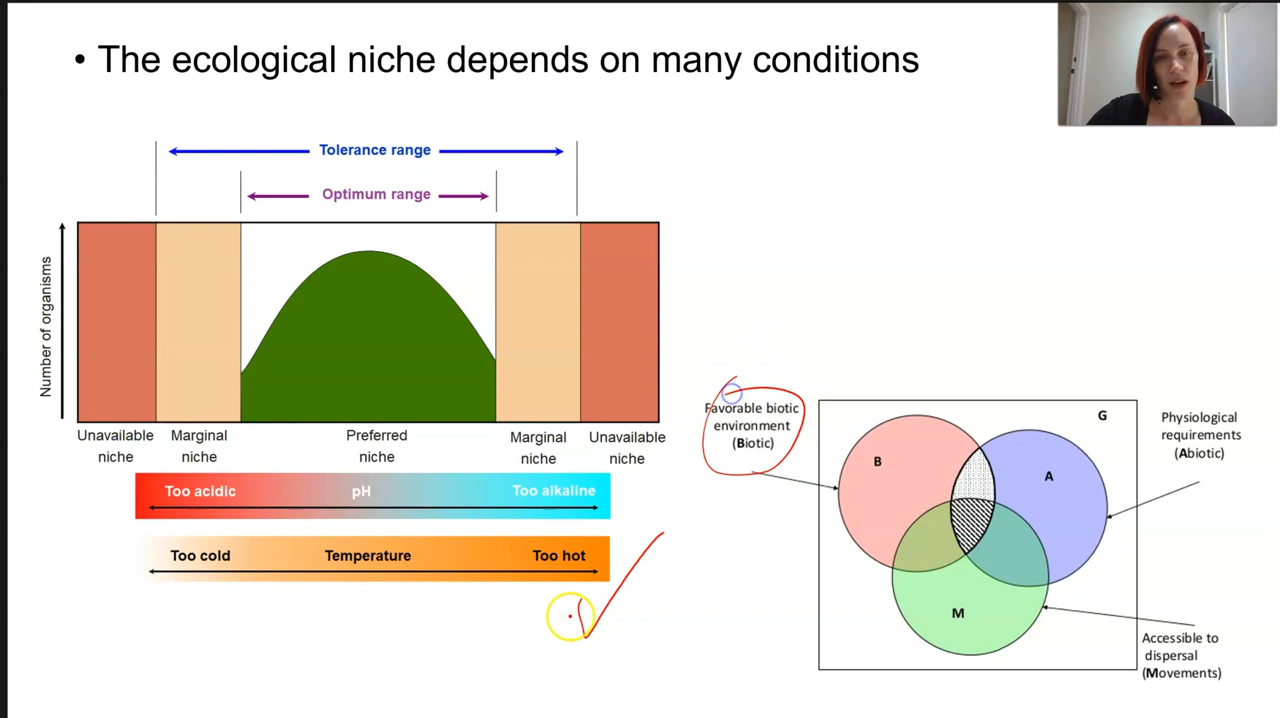 • The ecological niche depends on many conditions
Tolerance range
Optimum range
Number of organisms
Unavailable
niche
Marginal
niche
Preferred
niche
Marginal
niche
Unavailable
niche
Too acidic
pH
Too alkaline
Too cold
Temperature
Too hot
Favorable biotic
environment
(Biotic)
G
B
A
M
Physiological
requirements
(Abiotic)
Accessible to
dispersal
(Movements)